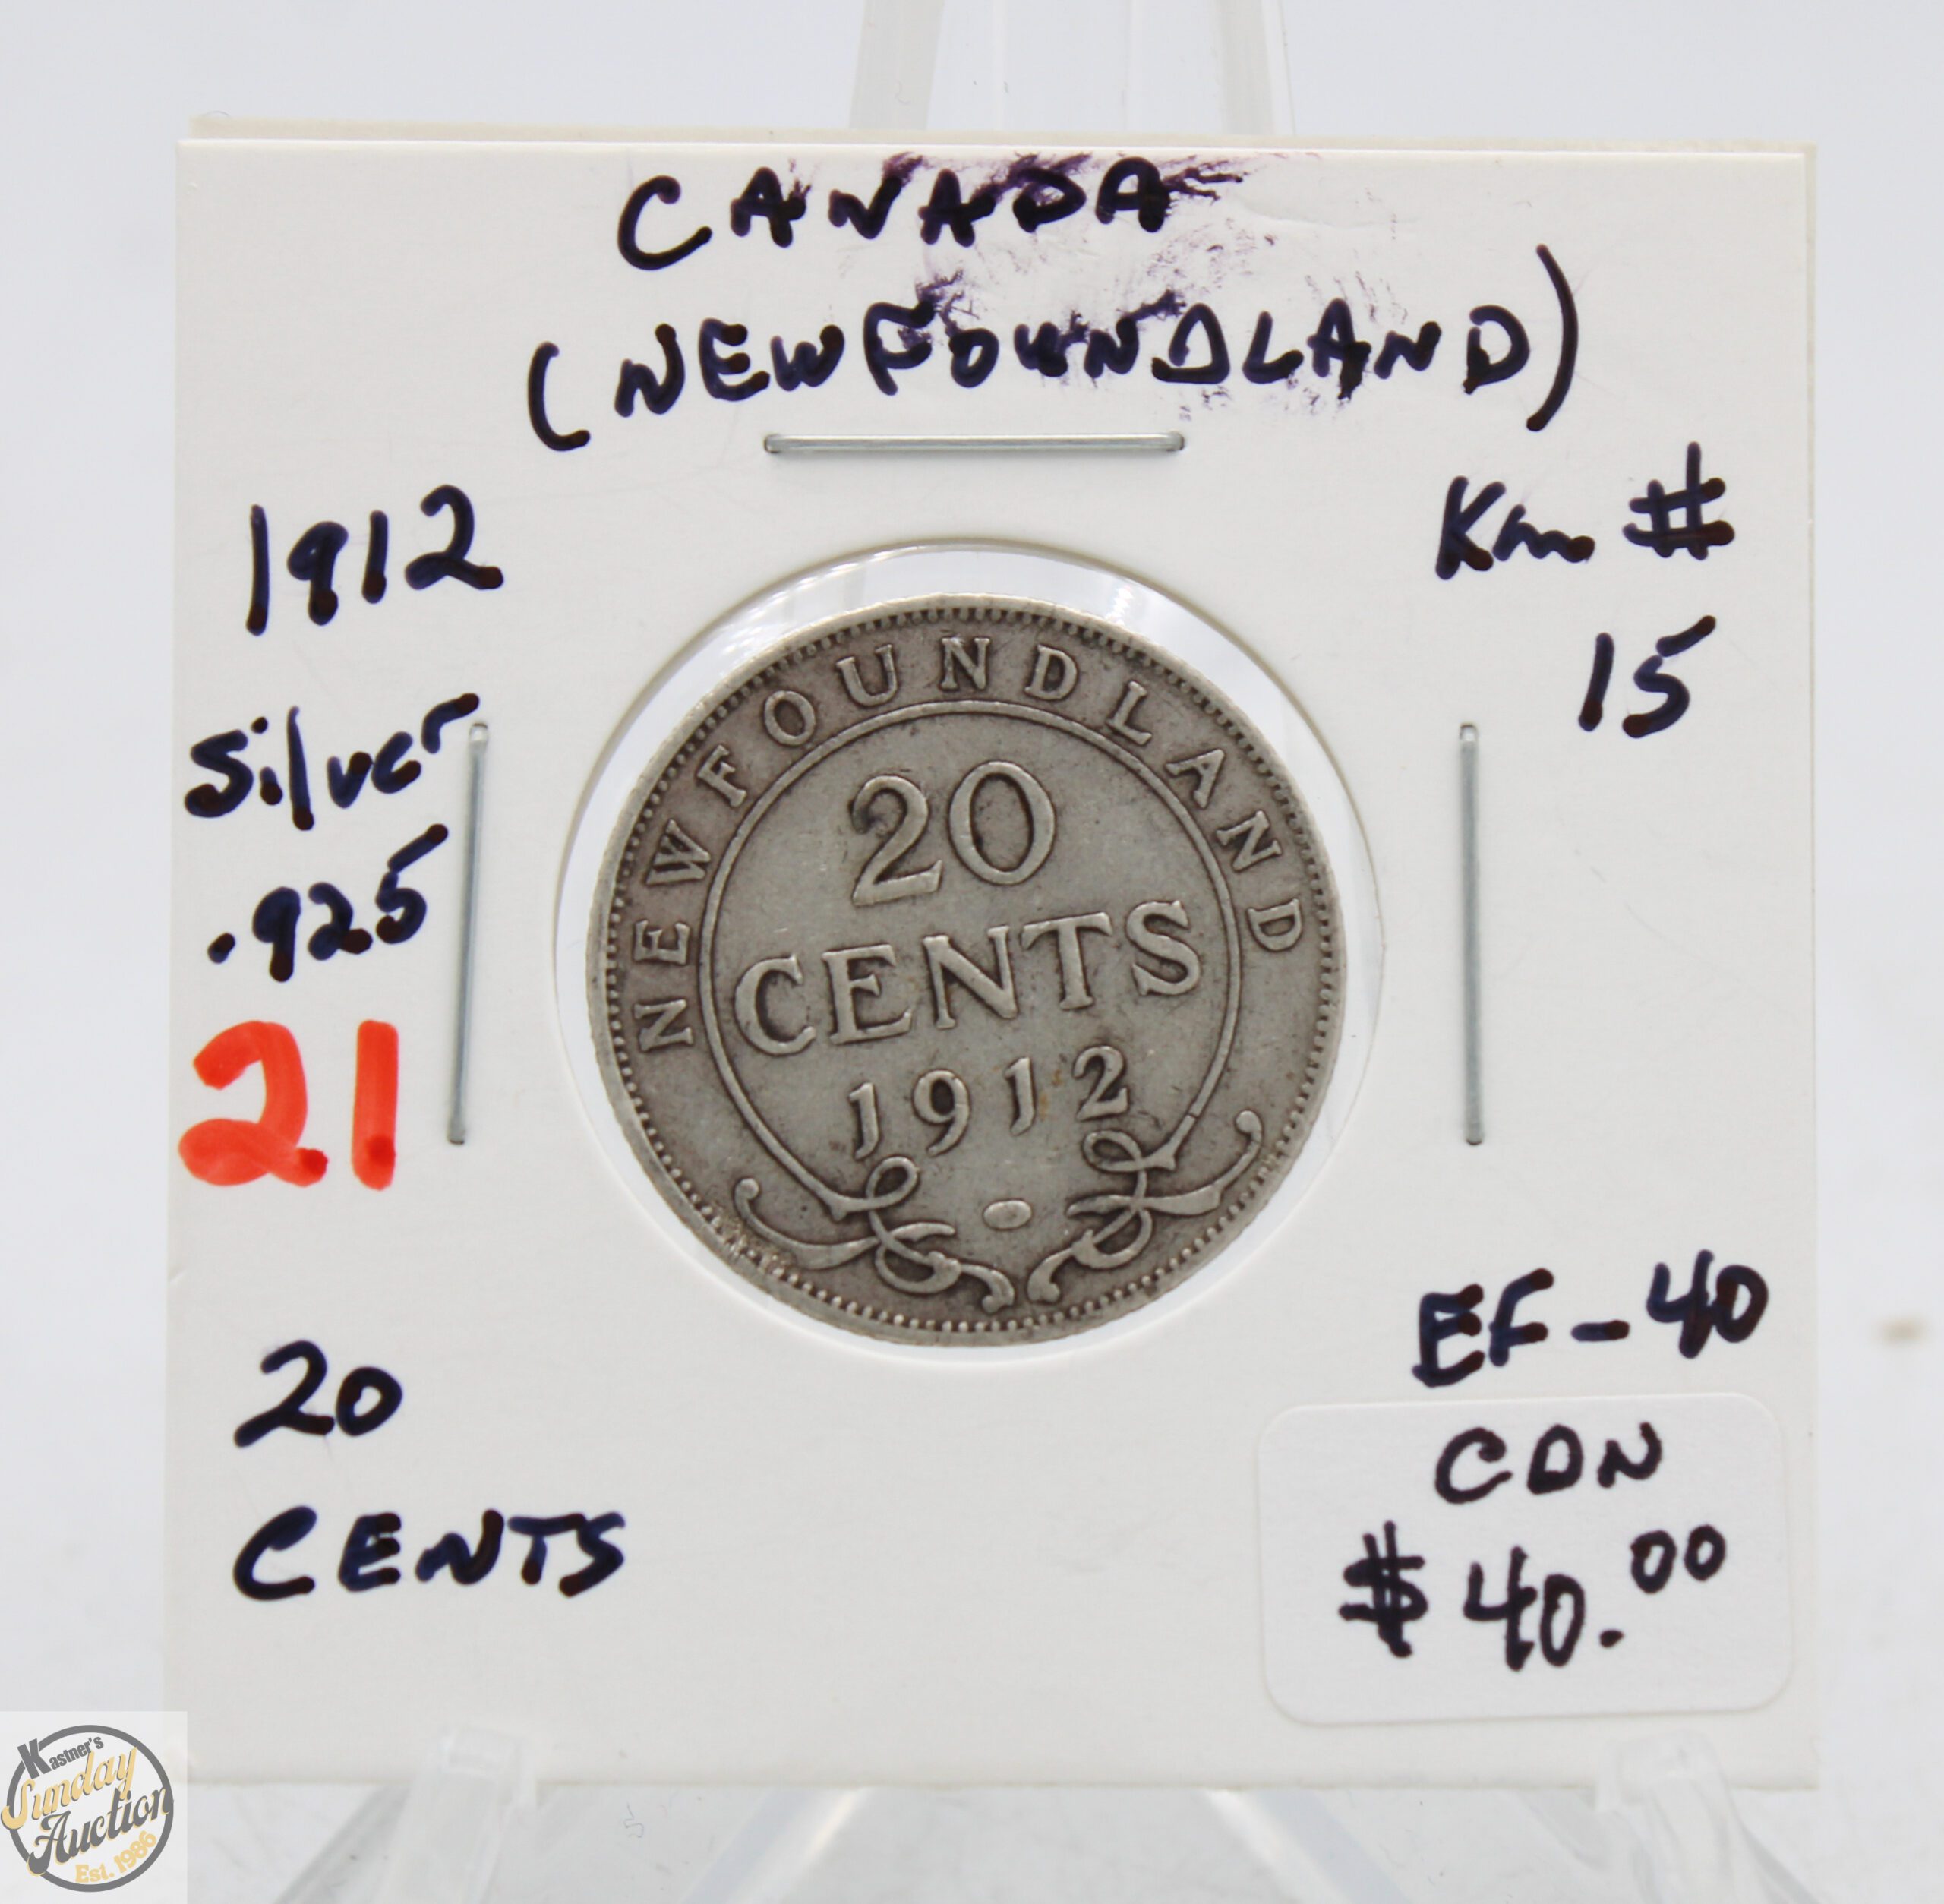 CANADA
(NEWFOUNDLAND)
1912
Km #
15
Silver
.925
21
NEWFOUNDLAND
20
CENTS
1912
20
CENTS
EF-40
CDN
$40.00
Kastner's
Sunday
Auction
Est. 1986